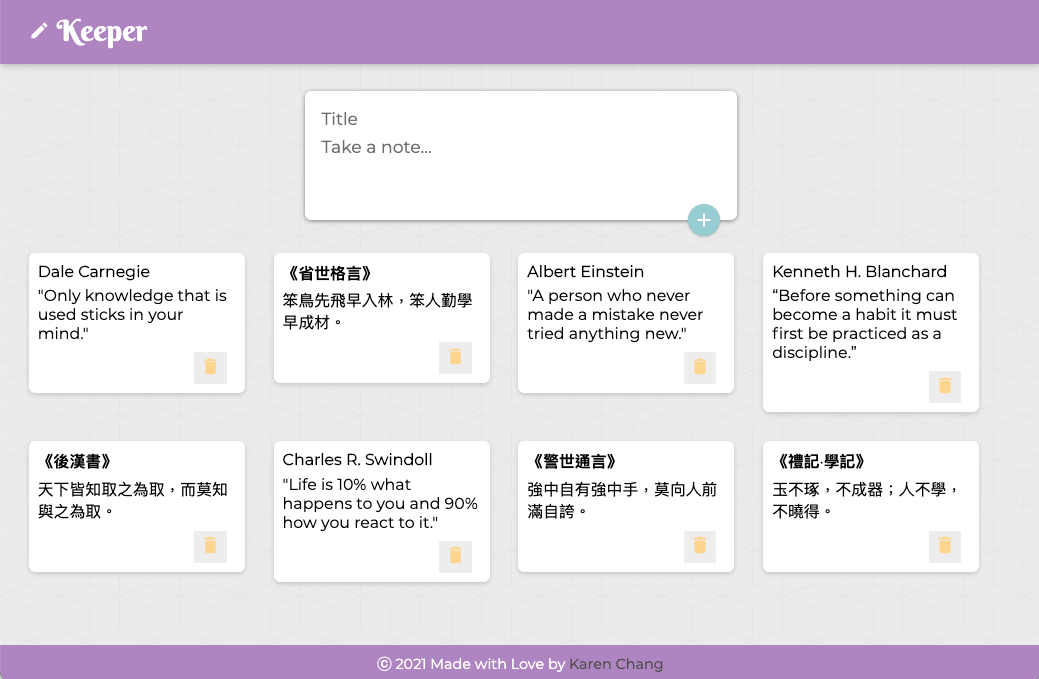 Keeper
Title
Take a note...
Dale Carnegie
"Only knowledge that is
used sticks in your
mind."
《省世格言》
笨鳥先飛早入林，笨人勤學
早成材。
Albert Einstein
"A person who never
made a mistake never
tried anything new."
Kenneth H. Blanchard
“Before something can
become a habit it must
first be practiced as a
discipline.”
《後漢書》
天下皆知取之為取，而莫知
與之為取。
Charles R. Swindoll
"Life is 10% what
happens to you and 90%
how you react to it."
《警世通言》
強中自有強中手，莫向人前
滿自誇。
《禮記·學記》
玉不琢，不成器；人不學，
不曉得。
ⓒ 2021 Made with Love by Karen Chang